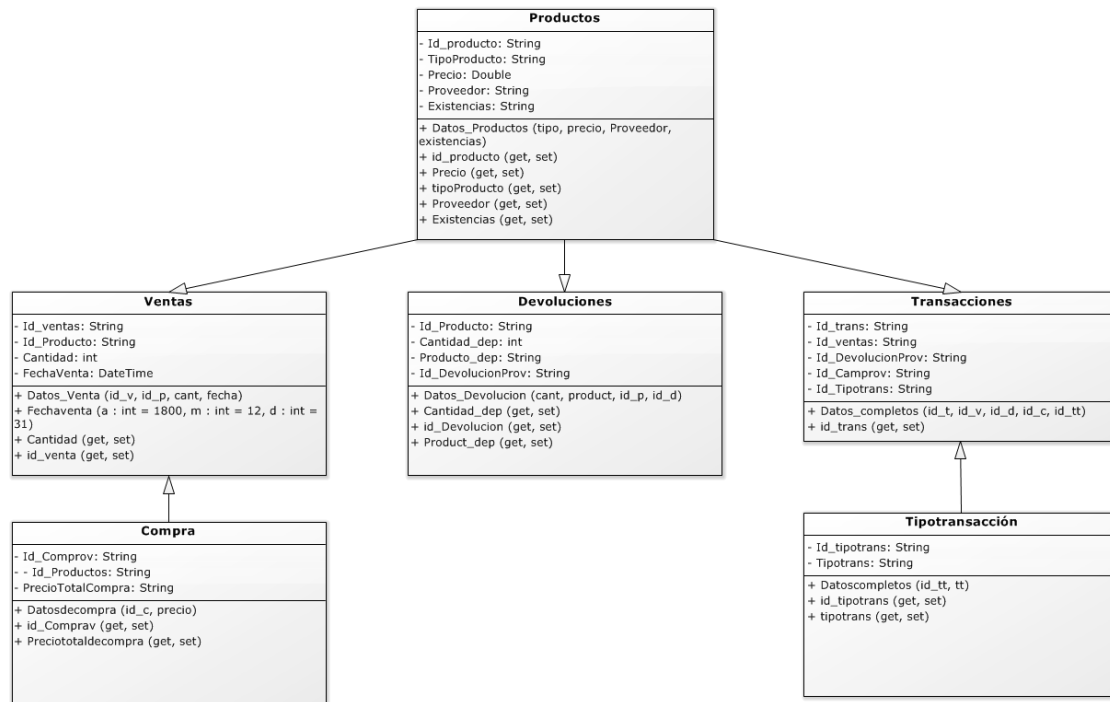 Productos
- Id_producto: String
- TipoProducto: String
- Precio: Double
- Proveedor: String
- Existencias: String
+ Datos_Productos (tipo, precio, Proveedor,
existencias)
+ id_producto (get, set)
+ Precio (get, set)
+ tipoProducto (get, set)
+ Proveedor (get, set)
+ Existencias (get, set)
Ventas
- Id_ventas: String
- Id_Producto: String
- Cantidad: int
- FechaVenta: DateTime
+ Datos_Venta (id_v, id_p, cant, fecha)
+ Fechaventa (a : int = 1800, m : int = 12, d : int =
31)
+ Cantidad (get, set)
+ id_venta (get, set)
Devoluciones
- Id_Producto: String
- Cantidad_dep: int
- Producto_dep: String
- Id_DevolucionProv: String
+ Datos_Devolucion (cant, product, id_p, id_d)
+ Cantidad_dep (get, set)
+ id_Devolucion (get, set)
+ Product_dep (get, set)
Transacciones
- Id_trans: String
- Id_ventas: String
- Id_DevolucionProv: String
- Id_Camprov: String
- Id_Tipotrans: String
+ Datos_completos (id_t, id_v, id_d, id_c, id_tt)
+ id_trans (get, set)
Compra
- Id_Comprov: String
- - Id_Productos: String
- PrecioTotalCompra: String
+ Datosdecompra (id_c, precio)
+ id_Comprav (get, set)
+ Preciototaldecompra (get, set)
Tipotransacción
- Id_tipotrans: String
- Tipotrans: String
+ Datoscompletos (id_tt, tt)
+ id_tipotrans (get, set)
+ tipotrans (get, set)